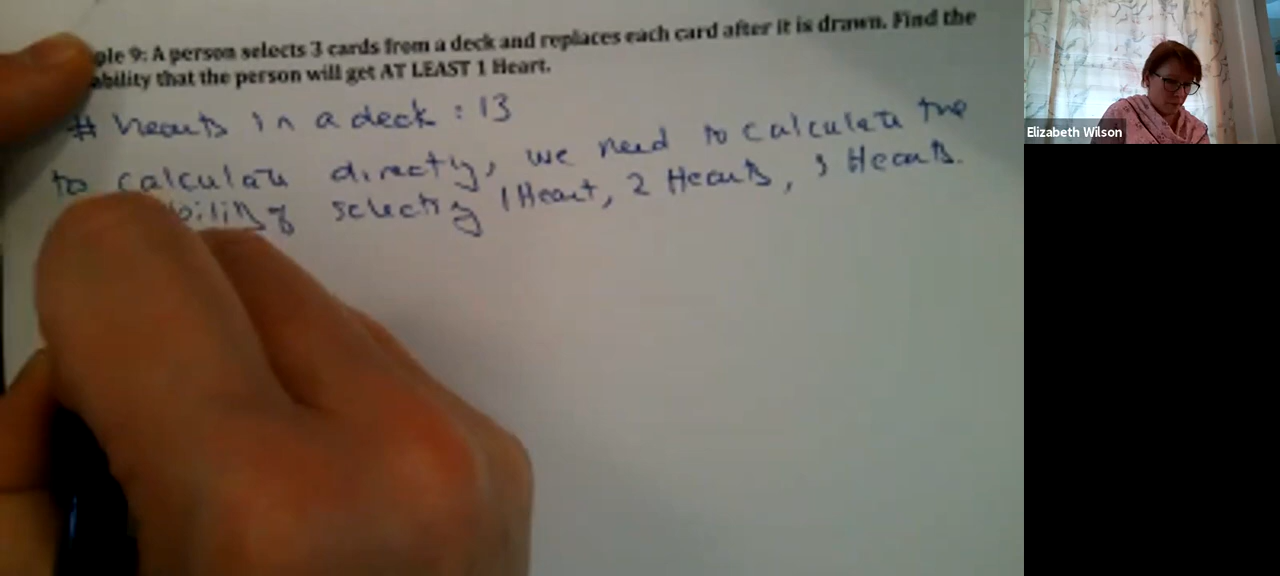 ple 9: A person selects 3 cards from a deck and replaces each card after it is drawn. Find the
ability that the person will get AT LEAST 1 Heart.
# hearts in a deck : 13
to calculate directly, we need to calculate the
bility of selecting 1 Heart, 2 Hearts, 3 Hearts.
Elizabeth Wilson